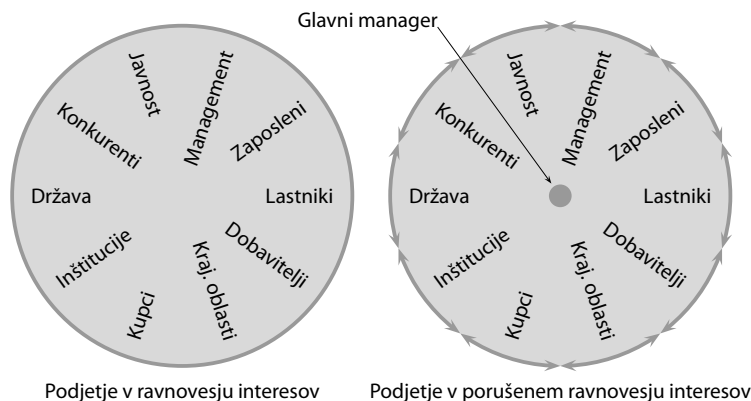 Glavni manager
Javnost
Management
Zaposleni
Lastniki
Dobavitelji
Kraj. oblasti
Kupci
Inštitucije
Država
Konkurenti
Javnost
Management
Zaposleni
Lastniki
Dobavitelji
Kraj. oblasti
Kupci
Inštitucije
Država
Konkurenti
Podjetje v ravnovesju interesov
Podjetje v porušenem ravnovesju interesov